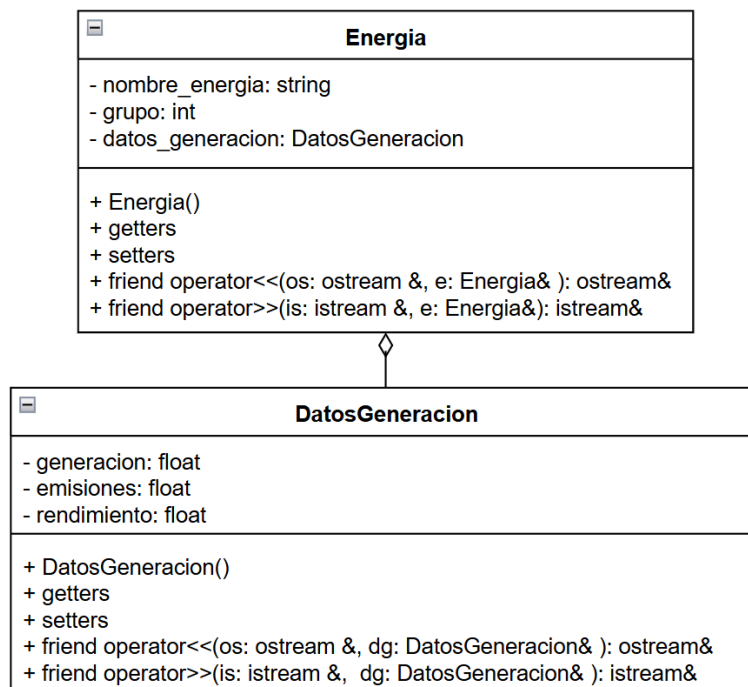 Energia
- nombre_energia: string
- grupo: int
- datos_generacion: DatosGeneracion
+ Energia()
+ getters
+ setters
+ friend operator<<(os: ostream &, e: Energia& ): ostream&
+ friend operator>>(is: istream &, e: Energia&): istream&
DatosGeneracion
- generacion: float
- emisiones: float
- rendimiento: float
+ DatosGeneracion()
+ getters
+ setters
+ friend operator<<(os: ostream &, dg: DatosGeneracion& ): ostream&
+ friend operator>>(is: istream &, dg: DatosGeneracion& ): istream&